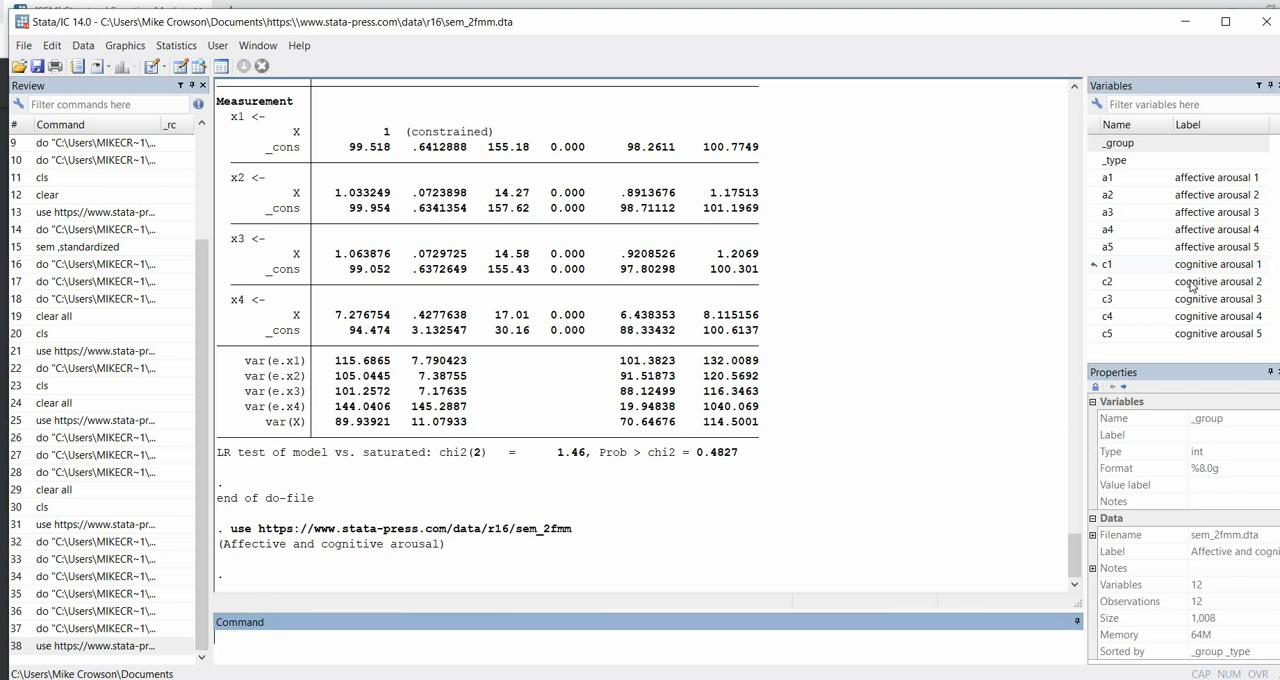 Stata/IC 14.0 - C:\Users\Mike Crowson\Documents\https:\\www.stata-press.com\data\r16\sem_2fmm.dta
File Edit Data Graphics Statistics User Window Help
Review
Filter commands here
# Command _rc
9 do "C:\Users\MIKECR~1\...
10 do "C:\Users\MIKECR~1\...
11 cls
12 clear
13 use https://www.stata-pr...
14 do "C:\Users\MIKECR~1\...
15 sem ,standardized
16 do "C:\Users\MIKECR~1\...
17 do "C:\Users\MIKECR~1\...
18 do "C:\Users\MIKECR~1\...
19 clear all
20 cls
21 use https://www.stata-pr...
22 do "C:\Users\MIKECR~1\...
23 cls
24 clear all
25 use https://www.stata-pr...
26 do "C:\Users\MIKECR~1\...
27 do "C:\Users\MIKECR~1\...
28 do "C:\Users\MIKECR~1\...
29 clear all
30 cls
31 use https://www.stata-pr...
32 do "C:\Users\MIKECR~1\...
33 do "C:\Users\MIKECR~1\...
34 do "C:\Users\MIKECR~1\...
35 do "C:\Users\MIKECR~1\...
36 do "C:\Users\MIKECR~1\...
37 do "C:\Users\MIKECR~1\...
38 use https://www.stata-pr...
Measurement
x1 <-
X 1 (constrained)
_cons 99.518 .6412888 155.18 0.000 98.2611 100.7749
x2 <-
X 1.033249 .0723898 14.27 0.000 .8913676 1.17513
_cons 99.954 .6341354 157.62 0.000 98.71112 101.1969
x3 <-
X 1.063876 .0729725 14.58 0.000 .9208526 1.2069
_cons 99.052 .6372649 155.43 0.000 97.80298 100.301
x4 <-
X 7.276754 .4277638 17.01 0.000 6.438353 8.115156
_cons 94.474 3.132547 30.16 0.000 88.33432 100.6137
var(e.x1) 115.6865 7.790423 101.3823 132.0089
var(e.x2) 105.0445 7.38755 91.51873 120.5692
var(e.x3) 101.2572 7.17635 88.12499 116.3463
var(e.x4) 144.0406 145.2887 19.94838 1040.069
var(X) 89.93921 11.07933 70.64676 114.5001
LR test of model vs. saturated: chi2(2) = 1.46, Prob > chi2 = 0.4827
.
end of do-file
. use https://www.stata-press.com/data/r16/sem_2fmm
(Affective and cognitive arousal)
.
Command
Variables
Filter variables here
Name Label
_group
_type
a1 affective arousal 1
a2 affective arousal 2
a3 affective arousal 3
a4 affective arousal 4
a5 affective arousal 5
c1 cognitive arousal 1
c2 cognitive arousal 2
c3 cognitive arousal 3
c4 cognitive arousal 4
c5 cognitive arousal 5
Properties
Variables
Name _group
Label
Type int
Format %8.0g
Value label
Notes
Data
Filename sem_2fmm.dta
Label Affective and cogni
Notes
Variables 12
Observations 12
Size 1,008
Memory 64M
Sorted by _group _type
C:\Users\Mike Crowson\Documents
CAP NUM OVR